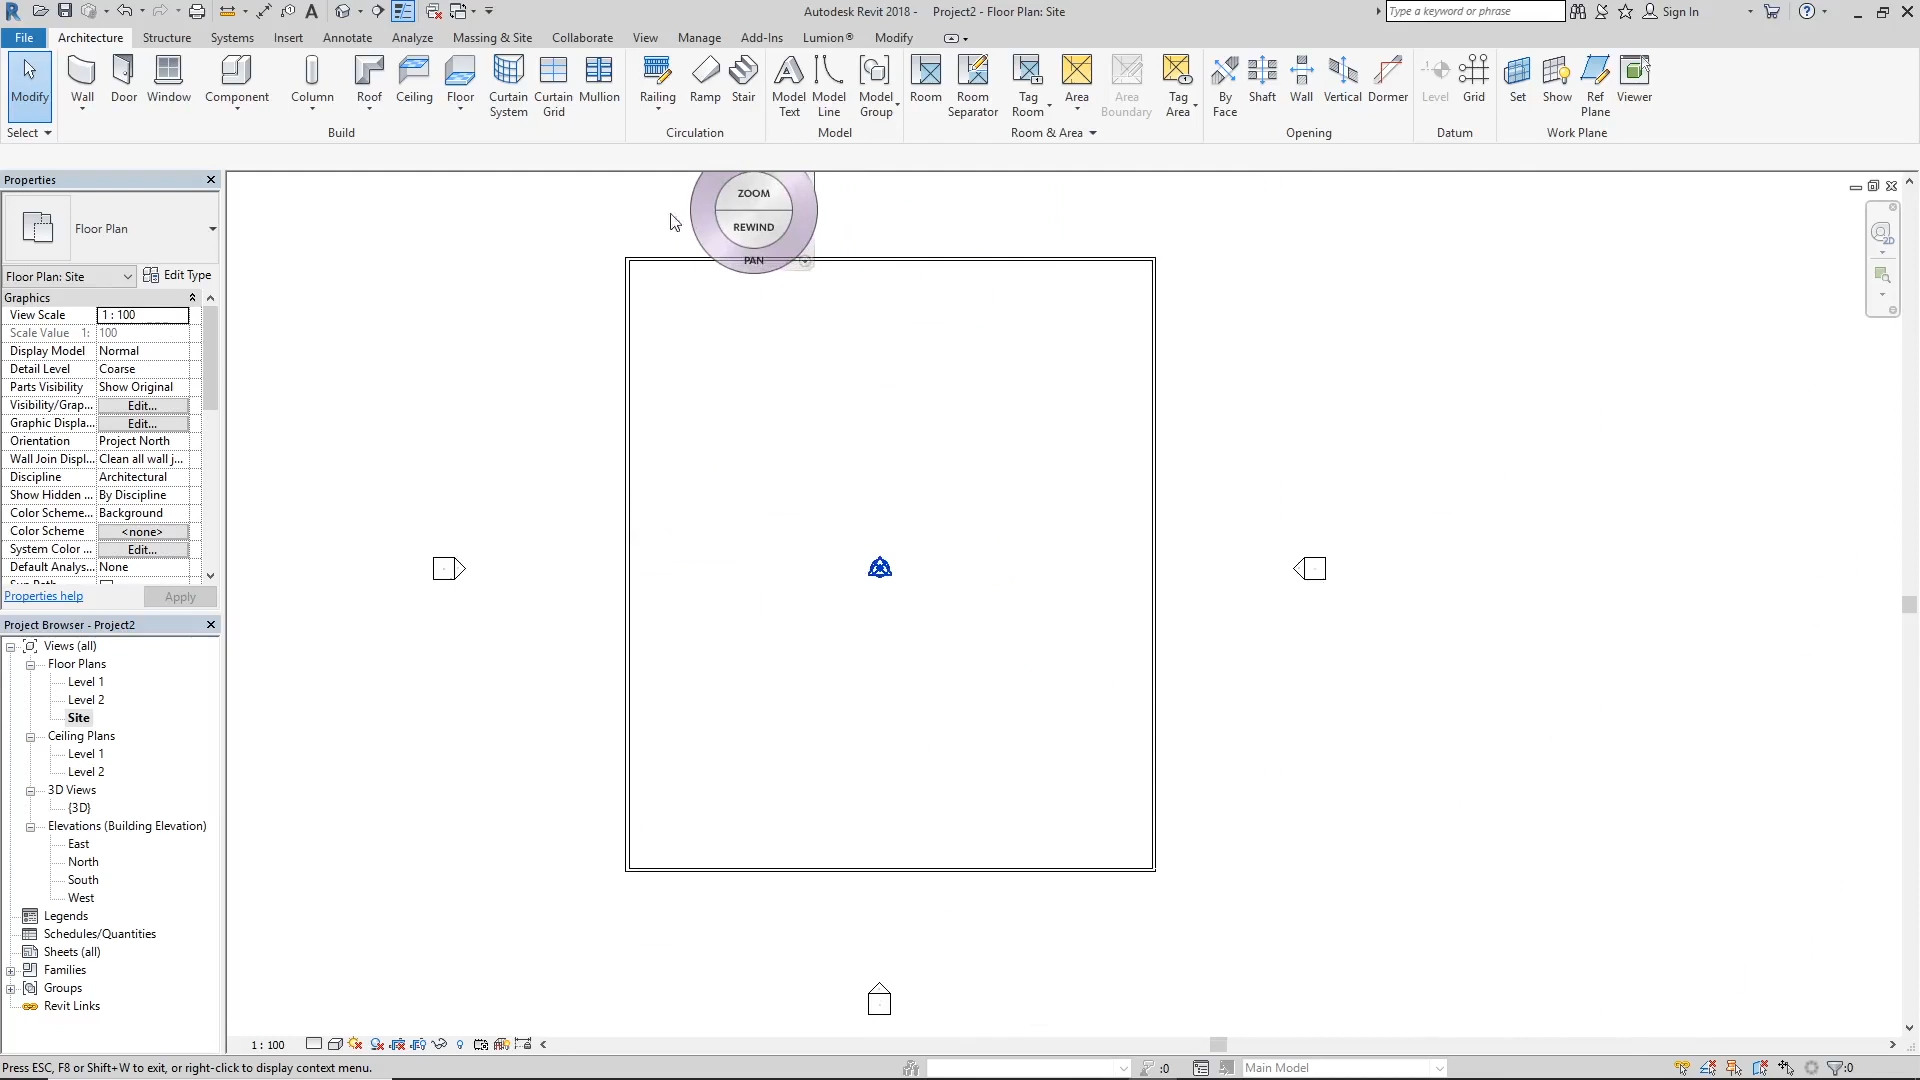 Autodesk Revit 2018 -     Project2 - Floor Plan: Site
Type a keyword or phrase
Sign In
File Architecture Structure Systems Insert Annotate Analyze Massing & Site Collaborate View Manage Add-Ins Lumion® Modify
Modify
Wall
Door
Window
Component
Column
Roof
Ceiling
Floor
Curtain System
Curtain Grid
Mullion
Railing
Ramp
Stair
Model Text
Model Line
Model Group
Room
Room Separator
Tag Room
Area
Area Boundary
Tag Area
By Face
Shaft
Wall
Vertical
Dormer
Level
Grid
Set
Show
Ref Plane
Viewer
Select
Build
Circulation
Model
Room & Area
Opening
Datum
Work Plane
Properties
Floor Plan
Floor Plan: Site
Edit Type
Graphics
View Scale 1 : 100
Scale Value 1: 100
Display Model Normal
Detail Level Coarse
Parts Visibility Show Original
Visibility/Grap... Edit...
Graphic Displa... Edit...
Orientation Project North
Wall Join Displ... Clean all wall j...
Discipline Architectural
Show Hidden ... By Discipline
Color Scheme... Background
Color Scheme <none>
System Color ... Edit...
Default Analys... None
Sun Path
Properties help
Apply
Project Browser - Project2
Views (all)
Floor Plans
Level 1
Level 2
Site
Ceiling Plans
Level 1
Level 2
3D Views
{3D}
Elevations (Building Elevation)
East
North
South
West
Legends
Schedules/Quantities
Sheets (all)
Families
Groups
Revit Links
ZOOM
REWIND
PAN
2D
1 : 100
Press ESC, F8 or Shift+W to exit, or right-click to display context menu.
:0
Main Model
:0